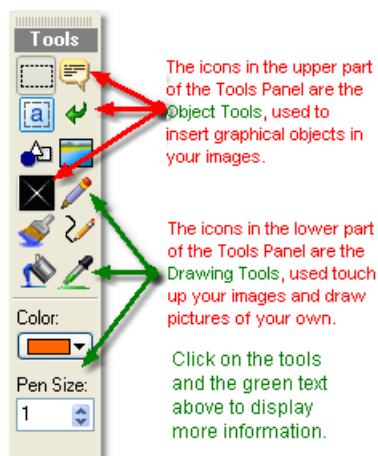 Tools
The icons in the upper part
of the Tools Panel are the
Object Tools, used to
insert graphical objects in
your images.
a
The icons in the lower part
of the Tools Panel are the
Drawing Tools, used touch
up your images and draw
pictures of your own.
Color:
Click on the tools
and the green text
above to display
more information.
Pen Size:
1